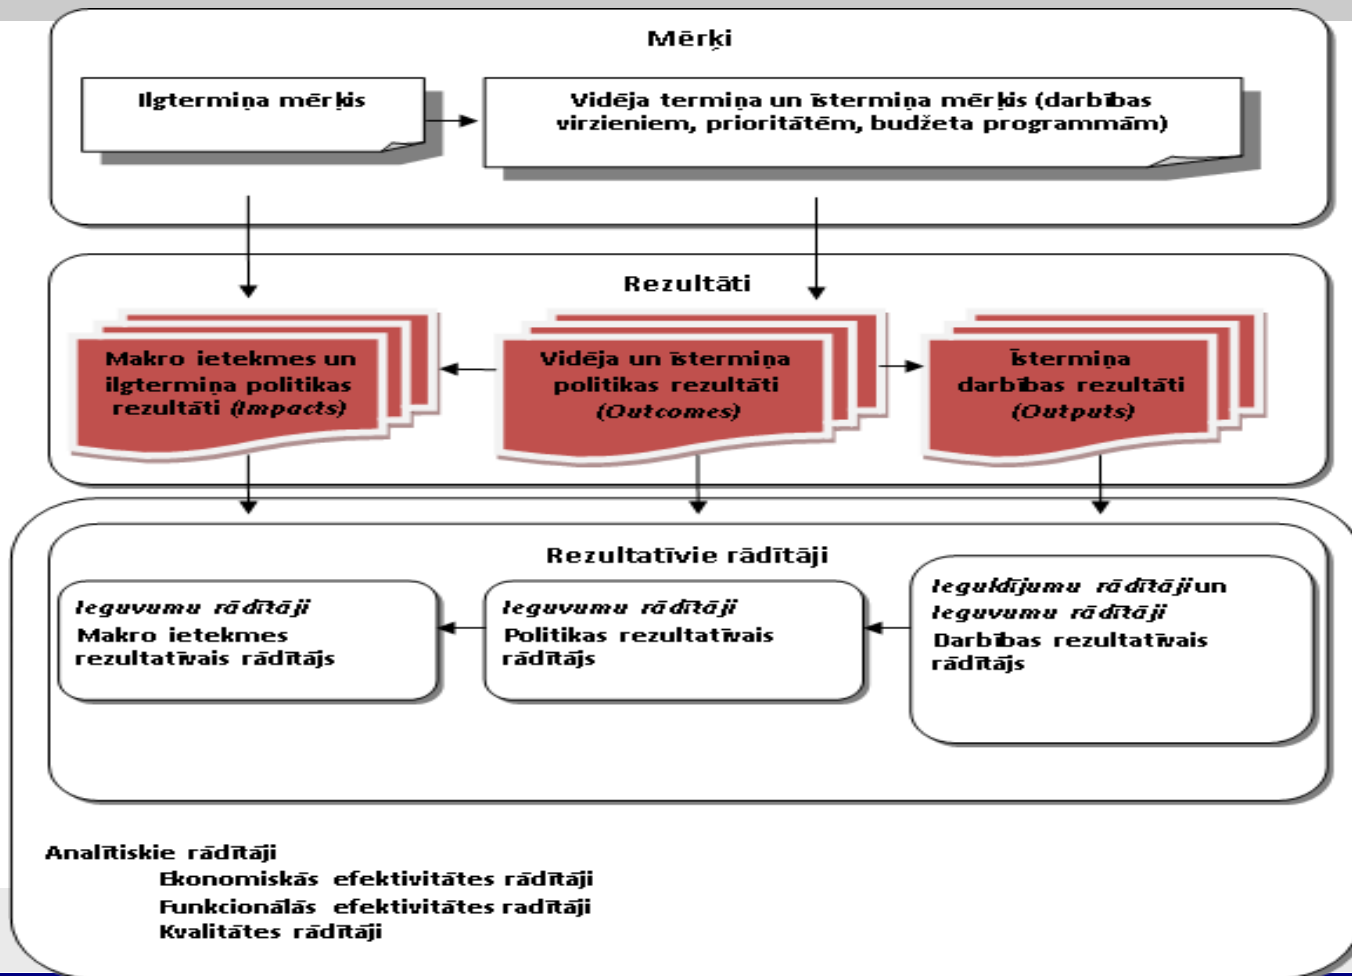 Mērķi
Ilgtermiņa mērķis
Vidēja termiņa un īstermiņa mērķis (darbības
virzieniem, prioritātēm, budžeta programmām)
Rezultāti
Makro ietekmes un
ilgtermiņa politikas
rezultāti (Impacts)
Vidēja un īstermiņa
politikas rezultāti
(Outcomes)
Īstermiņa
darbības rezultāti
(Outputs)
Rezultatīvie rādītāji
Ieguvumu rādītāji
Makro ietekmes
rezultatīvais rādītājs
Ieguvumu rādītāji
Politikas rezultatīvais
rādītājs
Ieguldījumu rādītāji un
Ieguvumu rādītāji
Darbības rezultatīvais
rādītājs
Analītiskie rādītāji
Ekonomiskās efektivitātes rādītāji
Funkcionālās efektivitātes radītāji
Kvalitātes rādītāji